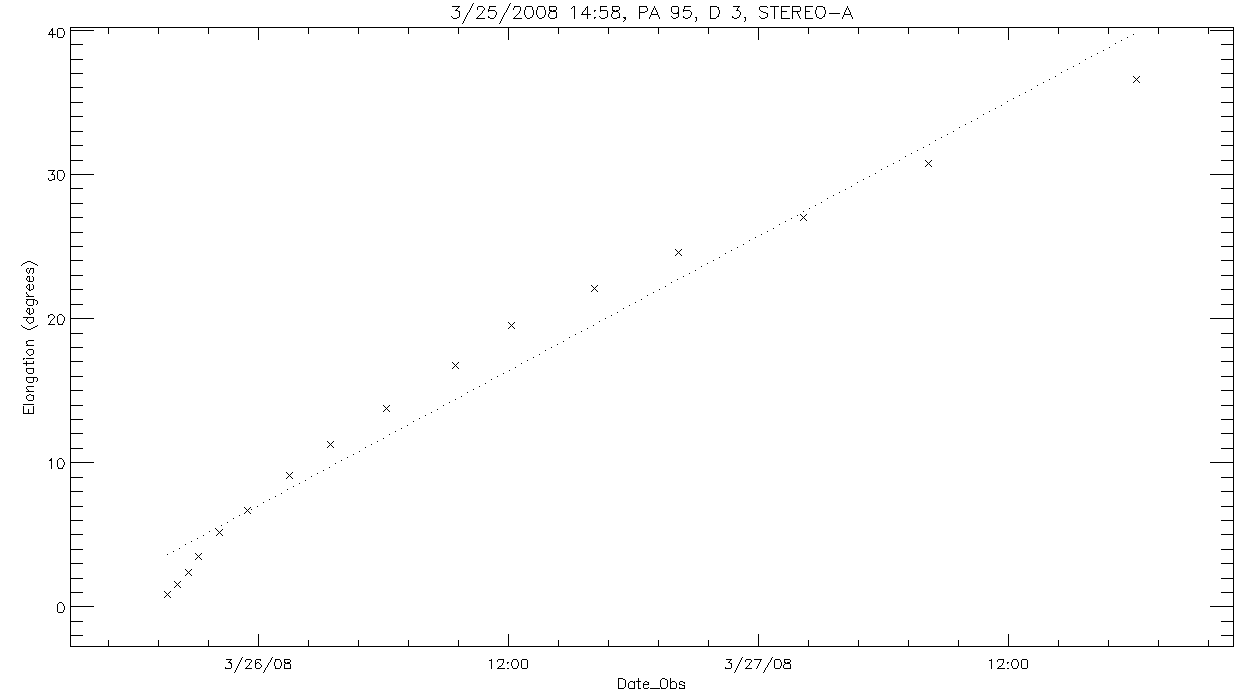 3/25/2008 14:58, PA 95, D 3, STEREO-A
40
30
20
10
0
Elongation (degrees)
3/26/08 12:00 3/27/08 12:00
Date_Obs